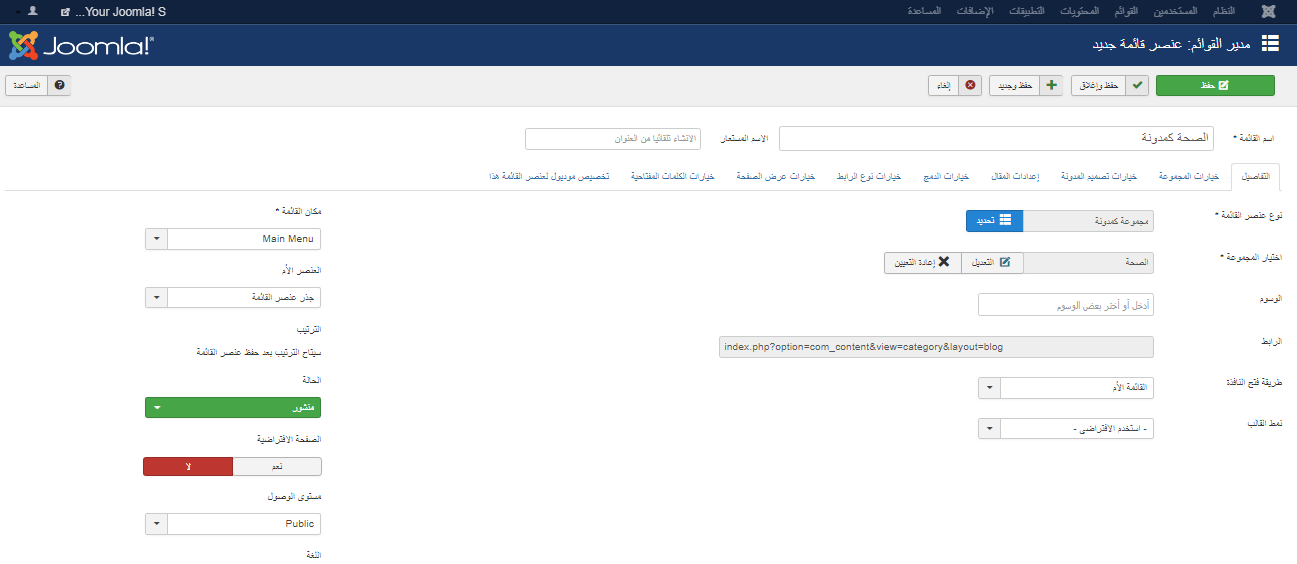 النظام المستخدمين القوائم المحتويات التطبيقات الإضافات المساعدة Your Joomla! S...
مدير القوائم: عنصر قائمة جديد Joomla!®
حفظ حفظ وإغلاق حفظ وجديد إلغاء المساعدة
اسم القائمة * الصحة كمدونة الاسم المستعار الانشاء تلقائيا من العنوان
التفاصيل خيارات المجموعة خيارات تصميم المدونة إعدادات المقال خيارات الدمج خيارات نوع الرابط خيارات عرض الصفحة خيارات الكلمات المفتاحية تخصيص موديول لعنصر القائمة هذا
نوع عنصر القائمة * مجموعة كمدونة تحديد
اختيار المجموعة * الصحة التعديل إعادة التعيين
الوسوم أدخل أو أختر بعض الوسوم
الرابط index.php?option=com_content&view=category&layout=blog
طريقة فتح النافذة القائمة الأم
نمط القالب - استخدم الافتراضى -
مكان القائمة *
Main Menu
العنصر الأم
جذر عنصر القائمة
الترتيب
سيتاح الترتيب بعد حفظ عنصر القائمة
الحالة
منشور
الصفحة الافتراضية
نعم لا
مستوى الوصول
Public
اللغة